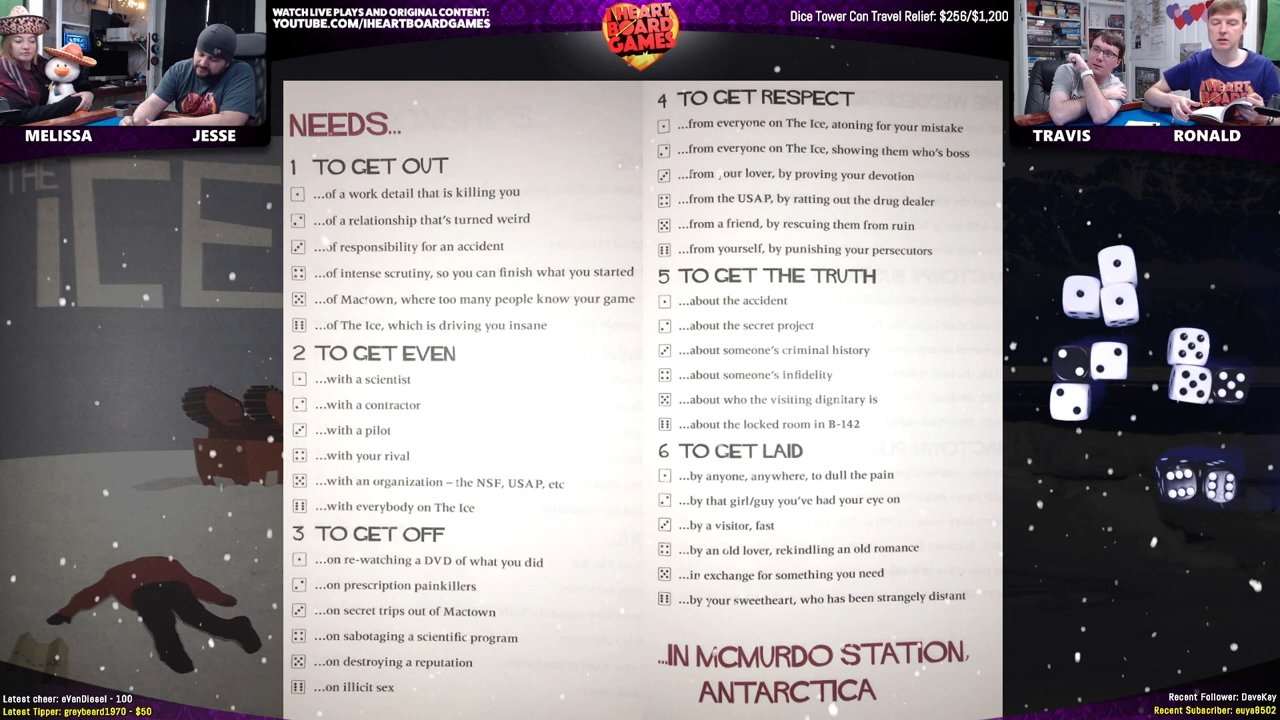 WATCH LIVE PLAYS AND ORIGINAL CONTENT:
YOUTUBE.COM/IHEARTBOARDGAMES
I HEART
BOARD
GAMES
Dice Tower Con Travel Relief: $256/$1,200
MELISSA
JESSE
TRAVIS
RONALD
THE
ICE
NEEDS...
1 TO GET OUT
...of a work detail that is killing you
...of a relationship that's turned weird
...of responsibility for an accident
...of intense scrutiny, so you can finish what you started
...of Mactown, where too many people know your game
...of The Ice, which is driving you insane
2 TO GET EVEN
...with a scientist
...with a contractor
...with a pilot
...with your rival
...with an organization – the NSF, USAP, etc
...with everybody on The Ice
3 TO GET OFF
...on re-watching a DVD of what you did
...on prescription painkillers
...on secret trips out of Mactown
...on sabotaging a scientific program
...on destroying a reputation
...on illicit sex
4 TO GET RESPECT
...from everyone on The Ice, atoning for your mistake
...from everyone on The Ice, showing them who's boss
...from your lover, by proving your devotion
...from the USAP, by ratting out the drug dealer
...from a friend, by rescuing them from ruin
...from yourself, by punishing your persecutors
5 TO GET THE TRUTH
...about the accident
...about the secret project
...about someone's criminal history
...about someone's infidelity
...about who the visiting dignitary is
...about the locked room in B-142
6 TO GET LAID
...by anyone, anywhere, to dull the pain
...by that girl/guy you've had your eye on
...by a visitor, fast
...by an old lover, rekindling an old romance
...in exchange for something you need
...by your sweetheart, who has been strangely distant
...IN MCMURDO STATION,
ANTARCTICA
Latest cheer: eVanDiesel - 100
Latest Tipper: greybeard1970 - $50
Recent Follower: DaveKay
Recent Subscriber: euye8502